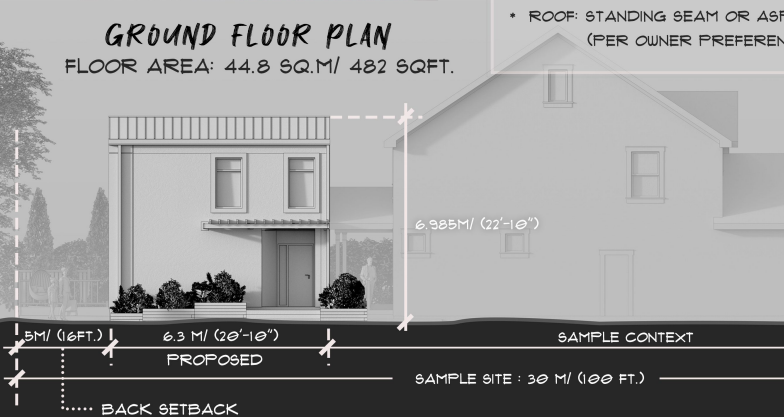 GROUND FLOOR PLAN
FLOOR AREA: 44.8 SQ.M/ 482 SQFT.
* ROOF: STANDING SEAM OR
(PER OWNER
6.985M/ (22'-10")
5M/ (16FT.)
6.3 M/ (20'-10")
SAMPLE CONTEXT
PROPOSED
SAMPLE SITE : 30 M/ (100 FT.)
BACK SETBACK